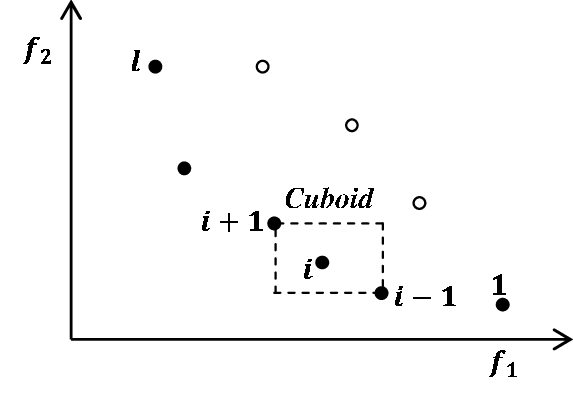 f₂
l
Cuboid
i + 1
i
i − 1
1
f₁